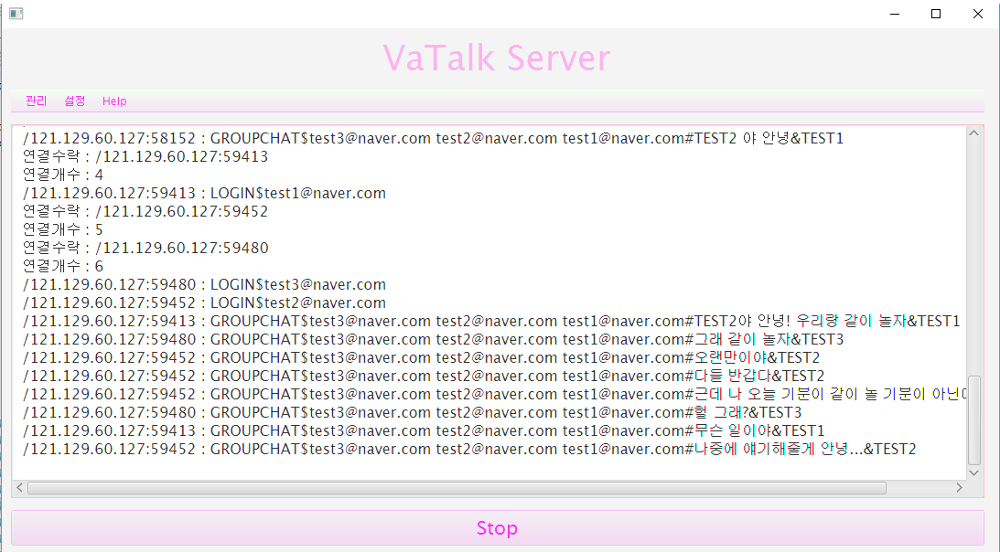 VaTalk Server
관리 설정 Help
/121.129.60.127:58152 : GROUPCHAT$test3@naver.com test2@naver.com test1@naver.com#TEST2 야 안녕&TEST1
연결수락 : /121.129.60.127:59413
연결개수 : 4
/121.129.60.127:59413 : LOGIN$test1@naver.com
연결수락 : /121.129.60.127:59452
연결개수 : 5
연결수락 : /121.129.60.127:59480
연결개수 : 6
/121.129.60.127:59480 : LOGIN$test3@naver.com
/121.129.60.127:59452 : LOGIN$test2@naver.com
/121.129.60.127:59413 : GROUPCHAT$test3@naver.com test2@naver.com test1@naver.com#TEST2야 안녕! 우리랑 같이 놀자&TEST1
/121.129.60.127:59480 : GROUPCHAT$test3@naver.com test2@naver.com test1@naver.com#그래 같이 놀자&TEST3
/121.129.60.127:59452 : GROUPCHAT$test3@naver.com test2@naver.com test1@naver.com#오랜만이야&TEST2
/121.129.60.127:59452 : GROUPCHAT$test3@naver.com test2@naver.com test1@naver.com#다들 반갑다&TEST2
/121.129.60.127:59452 : GROUPCHAT$test3@naver.com test2@naver.com test1@naver.com#근데 나 오늘 기분이 같이 놀 기분이
/121.129.60.127:59480 : GROUPCHAT$test3@naver.com test2@naver.com test1@naver.com#헐 그래?&TEST3
/121.129.60.127:59413 : GROUPCHAT$test3@naver.com test2@naver.com test1@naver.com#무슨 일이야&TEST1
/121.129.60.127:59452 : GROUPCHAT$test3@naver.com test2@naver.com test1@naver.com#나중에 얘기해줄게 안녕...&TEST2
Stop